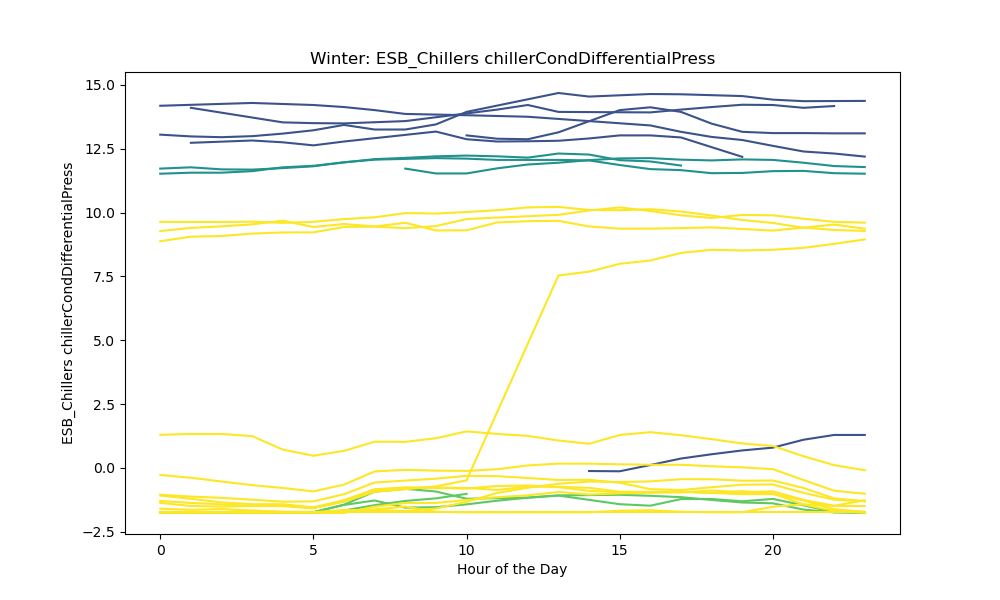 Winter: ESB_Chillers chillerCondDifferentialPress
15.0
12.5
10.0
7.5
5.0
2.5
0.0
−2.5
ESB_Chillers chillerCondDifferentialPress
0 5 10 15 20
Hour of the Day